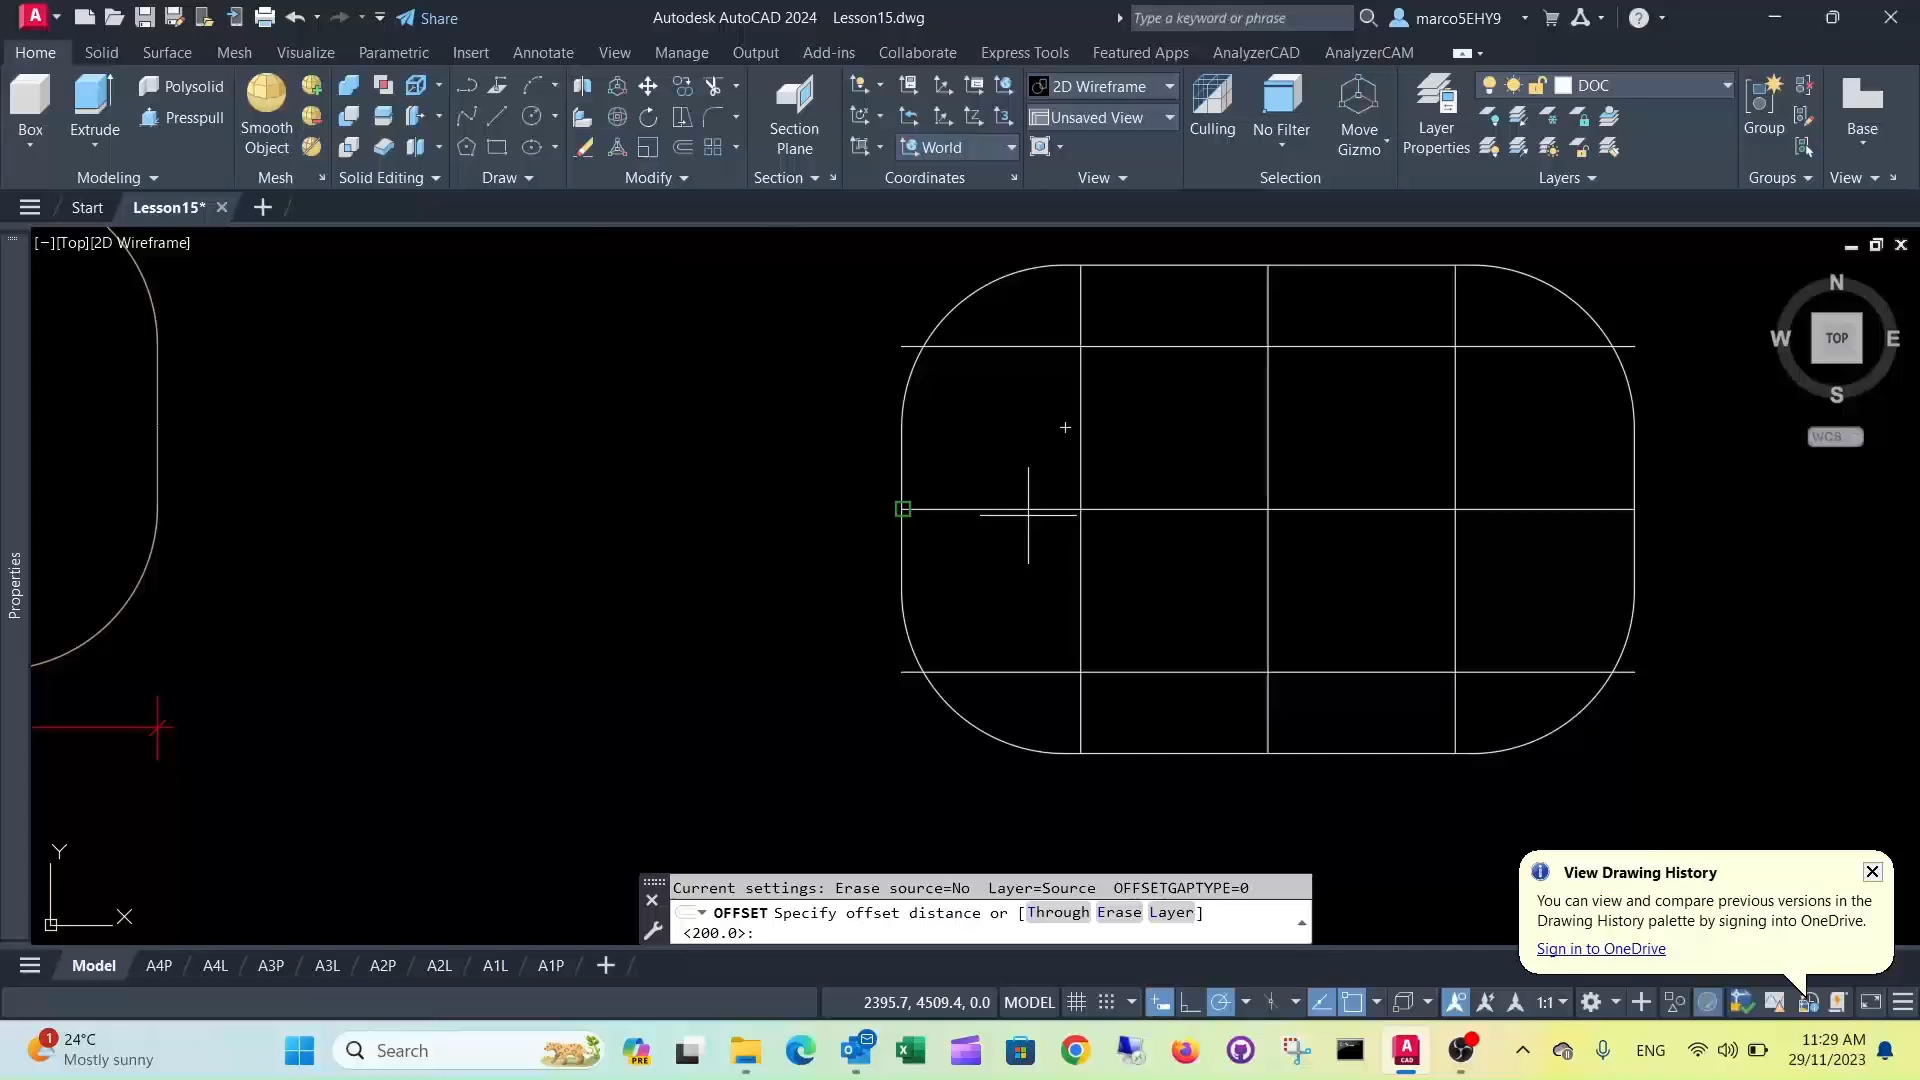 Share
Autodesk AutoCAD 2024 Lesson15.dwg
Type a keyword or phrase
marco5EHY9
Home Solid Surface Mesh Visualize Parametric Insert Annotate View Manage Output Add-ins Collaborate Express Tools Featured Apps AnalyzerCAD AnalyzerCAM
Box
Extrude
Polysolid
Presspull
Smooth
Object
Section
Plane
World
2D Wireframe
Unsaved View
Culling
No Filter
Move
Gizmo
Layer
Properties
DOC
Group
Base
Modeling Mesh Solid Editing Draw Modify Section Coordinates View Selection Layers Groups View
Start Lesson15*
[−][Top][2D Wireframe]
N
W TOP E
S
WCS
Properties
Y
X
Current settings: Erase source=No Layer=Source OFFSETGAPTYPE=0
OFFSET Specify offset distance or [Through Erase Layer]
<200.0>:
View Drawing History
You can view and compare previous versions in the
Drawing History palette by signing into OneDrive.
Sign in to OneDrive
Model A4P A4L A3P A3L A2P A2L A1L A1P
2395.7, 4509.4, 0.0 MODEL 1:1
1
24°C
Mostly sunny
Search
PRE
A
CAD
ENG
11:29 AM
29/11/2023